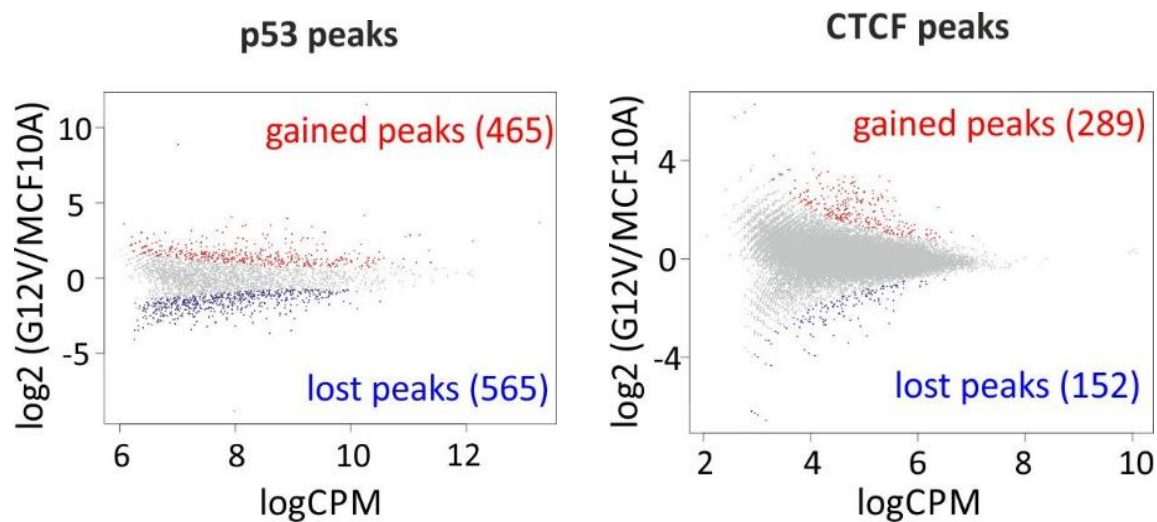 p53 peaks
log2 (G12V/MCF10A)
10
5
0
-5
gained peaks (465)
lost peaks (565)
6
8
10
12
logCPM
CTCF peaks
log2 (G12V/MCF10A)
4
0
-4
gained peaks (289)
lost peaks (152)
2
4
6
8
10
logCPM